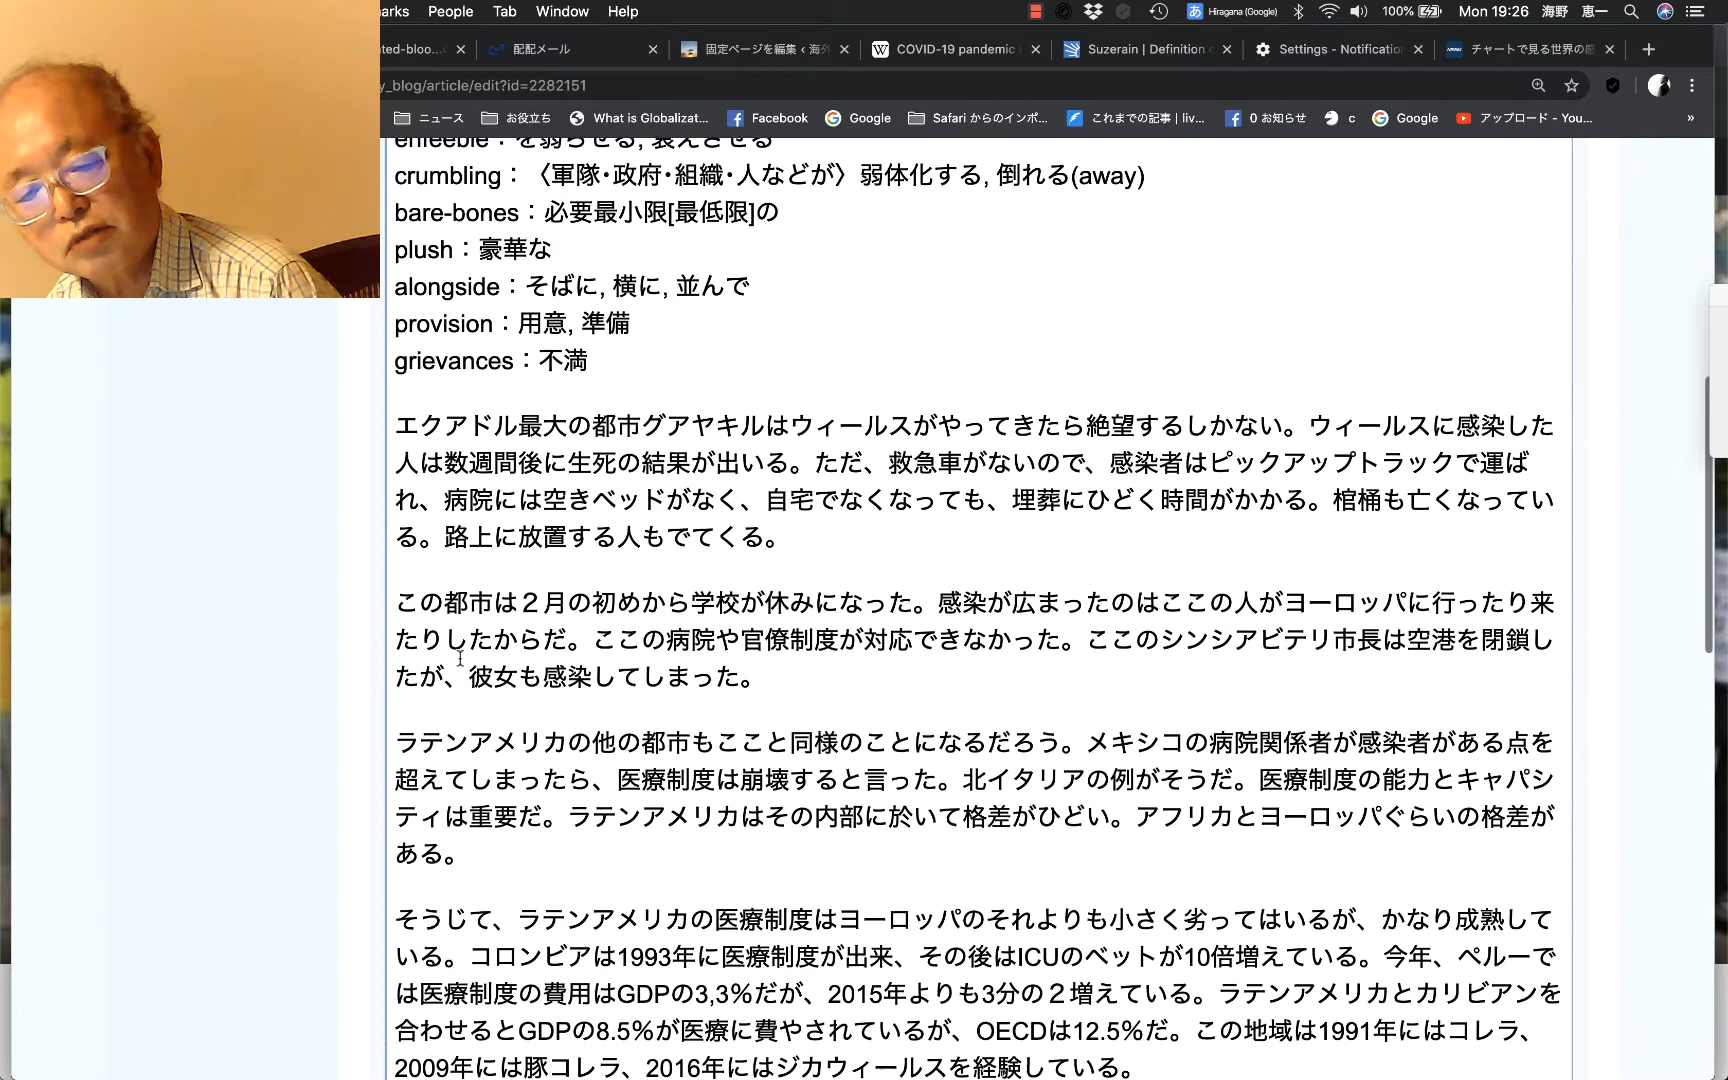 arks People Tab Window Help
Hiragana (Google) 100% Mon 19:26 海野 恵一
ated-bloo...
配配メール
固定ページを編集 ‹ 海外
COVID-19 pandemic
Suzerain | Definition
Settings - Notification
チャートで見る世界の感
y_blog/article/edit?id=2282151
ニュース お役立ち What is Globalizat... Facebook Google Safari からのインポ... これまでの記事 | liv... 0 お知らせ c Google アップロード - You... »
enfeeble：を弱らせる, 衰えさせる
crumbling：〈軍隊･政府･組織･人などが〉弱体化する, 倒れる(away)
bare-bones：必要最小限[最低限]の
plush：豪華な
alongside：そばに, 横に, 並んで
provision：用意, 準備
grievances：不満
エクアドル最大の都市グアヤキルはウィールスがやってきたら絶望するしかない。ウィールスに感染した
人は数週間後に生死の結果が出いる。ただ、救急車がないので、感染者はピックアップトラックで運ば
れ、病院には空きベッドがなく、自宅でなくなっても、埋葬にひどく時間がかかる。棺桶も亡くなってい
る。路上に放置する人もでてくる。
この都市は２月の初めから学校が休みになった。感染が広まったのはここの人がヨーロッパに行ったり来
たりしたからだ。ここの病院や官僚制度が対応できなかった。ここのシンシアビテリ市長は空港を閉鎖し
たが、彼女も感染してしまった。
ラテンアメリカの他の都市もここと同様のことになるだろう。メキシコの病院関係者が感染者がある点を
超えてしまったら、医療制度は崩壊すると言った。北イタリアの例がそうだ。医療制度の能力とキャパシ
ティは重要だ。ラテンアメリカはその内部に於いて格差がひどい。アフリカとヨーロッパぐらいの格差が
ある。
そうじて、ラテンアメリカの医療制度はヨーロッパのそれよりも小さく劣ってはいるが、かなり成熟して
いる。コロンビアは1993年に医療制度が出来、その後はICUのベットが10倍増えている。今年、ペルーで
は医療制度の費用はGDPの3,3％だが、2015年よりも3分の２増えている。ラテンアメリカとカリビアンを
合わせるとGDPの8.5％が医療に費やされているが、OECDは12.5％だ。この地域は1991年にはコレラ、
2009年には豚コレラ、2016年にはジカウィールスを経験している。